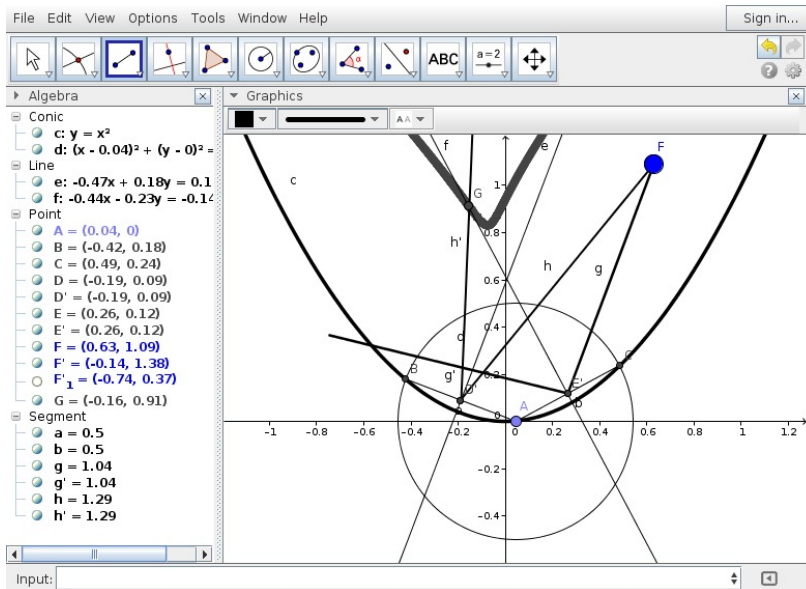 File Edit View Options Tools Window Help
Sign in...
ABC
a=2
α
Algebra
Graphics
A A
Conic
c: y = x²
d: (x - 0.04)² + (y - 0)² =
Line
e: -0.47x + 0.18y = 0.1
f: -0.44x - 0.23y = -0.14
Point
A = (0.04, 0)
B = (-0.42, 0.18)
C = (0.49, 0.24)
D = (-0.19, 0.09)
D' = (-0.19, 0.09)
E = (0.26, 0.12)
E' = (0.26, 0.12)
F = (0.63, 1.09)
F' = (-0.14, 1.38)
F'₁ = (-0.74, 0.37)
G = (-0.16, 0.91)
Segment
a = 0.5
b = 0.5
g = 1.04
g' = 1.04
h = 1.29
h' = 1.29
f
e
F
c
1
G
0.8
h'
h
g
0.6
0.4
d
B
g'
0.2
D'
E'
C
A
b
a
0
-1 -0.8 -0.6 -0.4 -0.2 0 0.2 0.4 0.6 0.8 1 1.2
-0.2
-0.4
Input: